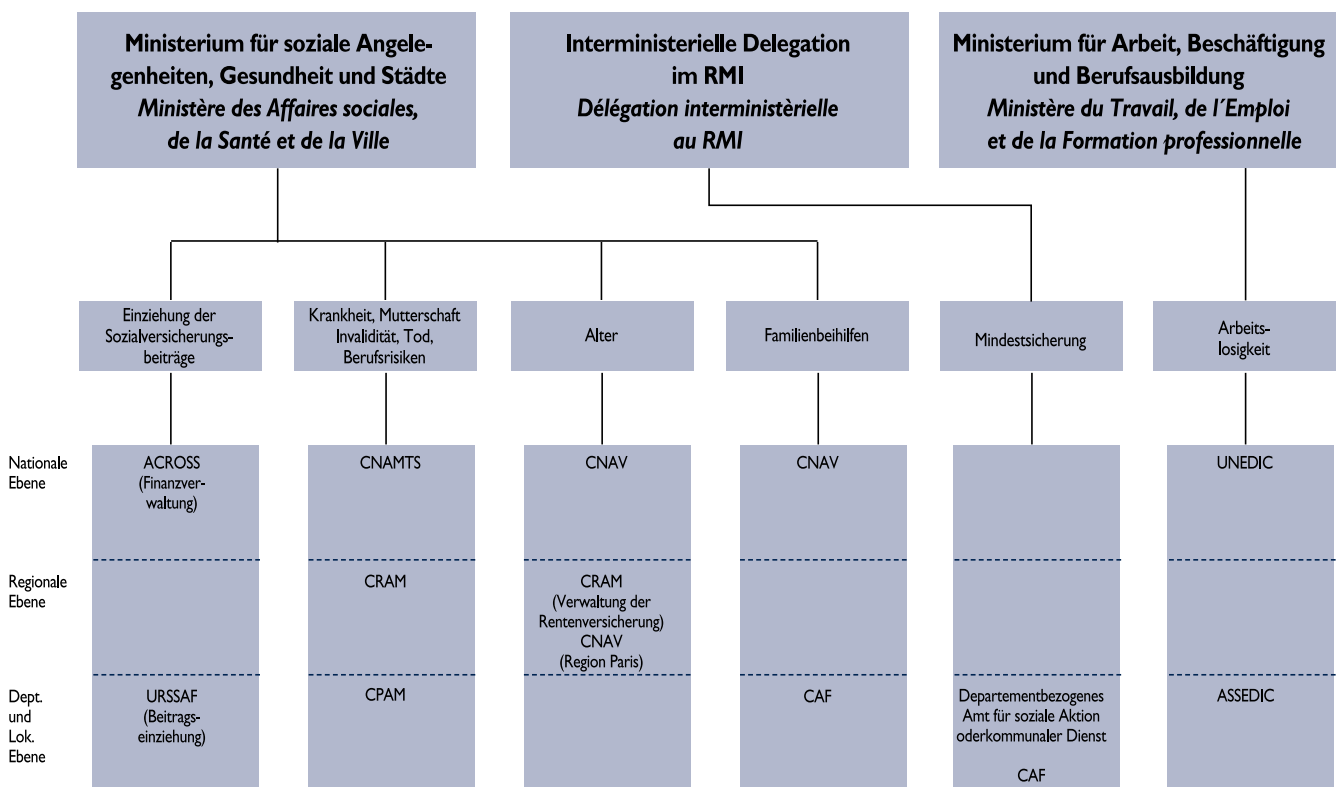 Ministerium für soziale Angele-
genheiten, Gesundheit und Städte
Ministère des Affaires sociales,
de la Santé et de la Ville
Interministerielle Delegation
im RMI
Délégation interministèrielle
au RMI
Ministerium für Arbeit, Beschäftigung
und Berufsausbildung
Ministère du Travail, de l´Emploi
et de la Formation professionnelle
Einziehung der
Sozialversicherungs-
beiträge
Krankheit, Mutterschaft
Invalidität, Tod,
Berufsrisiken
Alter
Familienbeihilfen
Mindestsicherung
Arbeits-
losigkeit
Nationale
Ebene
ACROSS
(Finanzver-
waltung)
CNAMTS
CNAV
CNAV
UNEDIC
Regionale
Ebene
CRAM
CRAM
(Verwaltung der
Rentenversicherung)
CNAV
(Region Paris)
Dept.
und
Lok.
Ebene
URSSAF
(Beitrags-
einziehung)
CPAM
CAF
Departementbezogenes
Amt für soziale Aktion
oderkommunaler Dienst
CAF
ASSEDIC